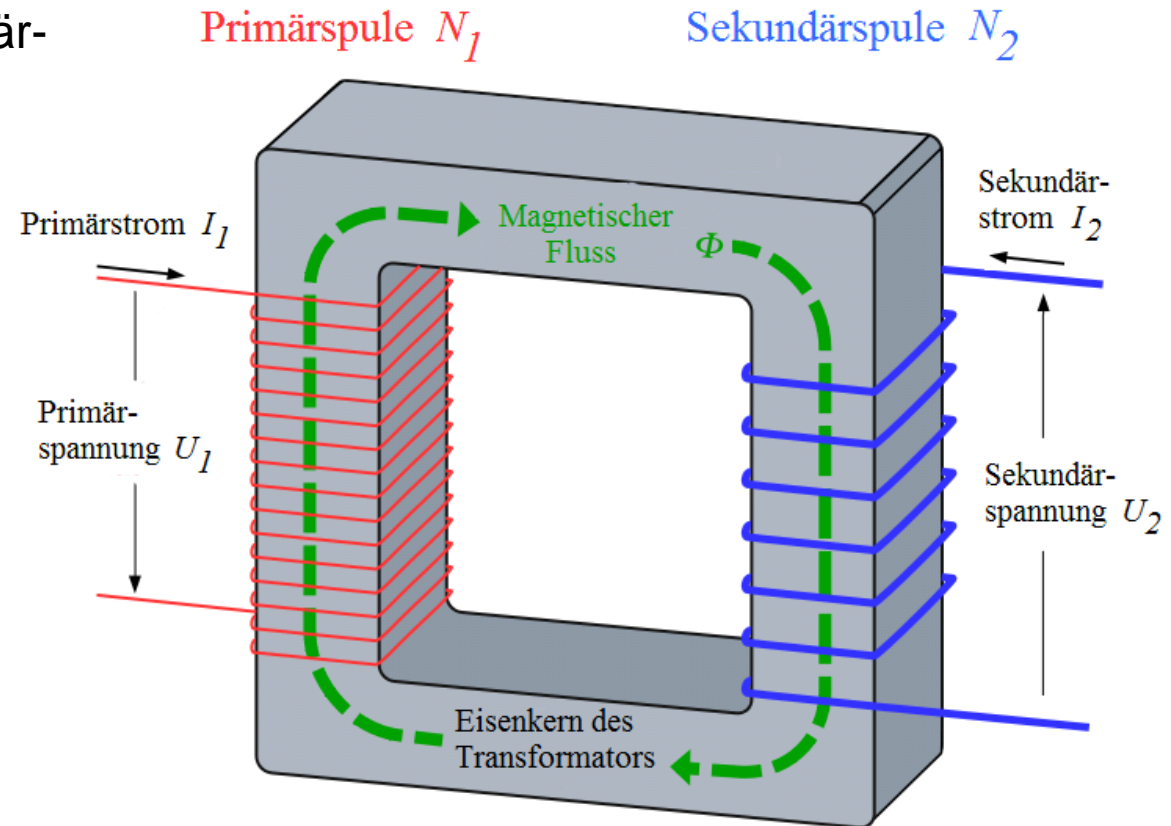 är-
Primärspule N1
Sekundärspule N2
Primärstrom I1
Magnetischer
Fluss
Φ
Sekundär-
strom I2
Primär-
spannung U1
Sekundär-
spannung U2
Eisenkern des
Transformators